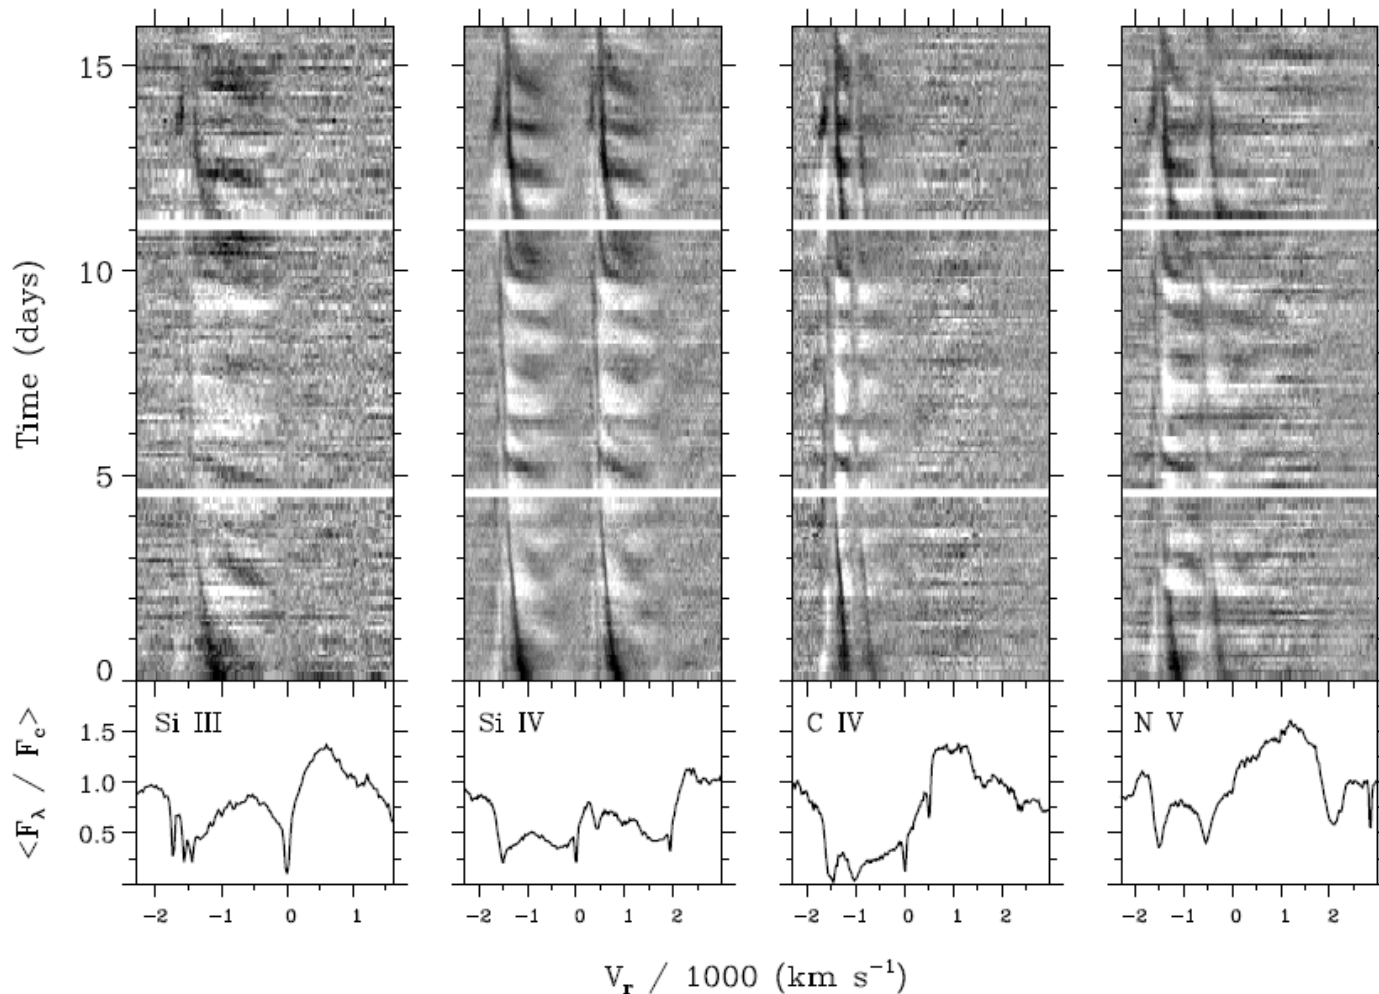 15
10
5
0
Time (days)
Si III
Si IV
C IV
N V
1.5
1.0
0.5
<F_λ / F_c>
−2 −1 0 1
−2 −1 0 1 2
−2 −1 0 1 2
−2 −1 0 1 2
V_r / 1000 (km s⁻¹)